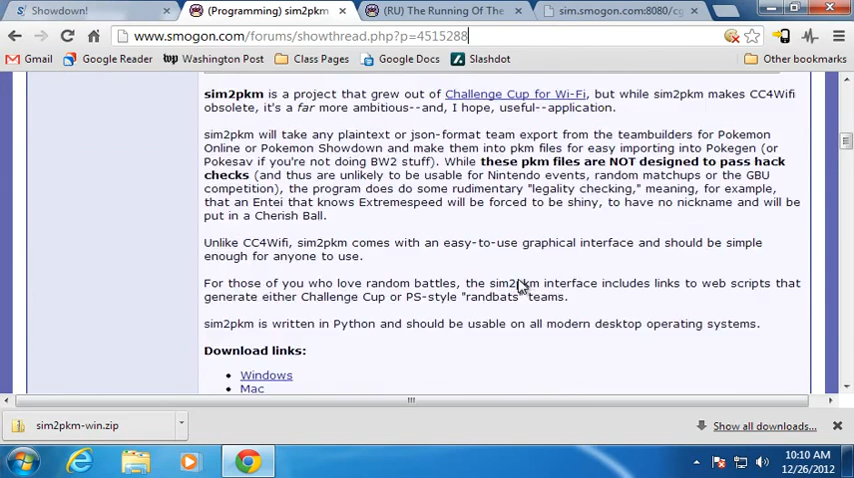 Showdown!
(Programming) sim2pkm
(RU) The Running Of The
sim.smogon.com:8080/cg
www.smogon.com/forums/showthread.php?p=4515288
Gmail
Google Reader
Washington Post
Class Pages
Google Voice
Slashdot
Other bookmarks
sim2pkm is a project that grew out of Challenge Cup for Wi-Fi, but while sim2pkm makes CC4Wifi
obsolete, it's a far more ambitious--and, I hope, useful--application.
sim2pkm will take any plaintext or json-format team export from the teambuilders for Pokemon
Online or Pokemon Showdown and make them into pkm files for easy importing into Pokegen (or
Pokesav if you're not doing BW2 stuff). While these pkm files are NOT designed to pass hack
checks (and thus are unlikely to be usable for Nintendo events, random matchups or the GBU
competition), the program does do some rudimentary "legality checking," meaning, for example,
that an Entei that knows Extremespeed will be forced to be shiny, to have no nickname and will be
put in a Cherish Ball.
Unlike CC4Wifi, sim2pkm comes with an easy-to-use graphical interface and should be simple
enough for anyone to use.
For those of you who love random battles, the sim2pkm interface includes links to web scripts that
generate either Challenge Cup or PS-style "randbats" teams.
sim2pkm is written in Python and should be usable on all modern desktop operating systems.
Download links:
Windows
Mac
sim2pkm-win.zip
Show all downloads...
10:10 AM
12/26/2012